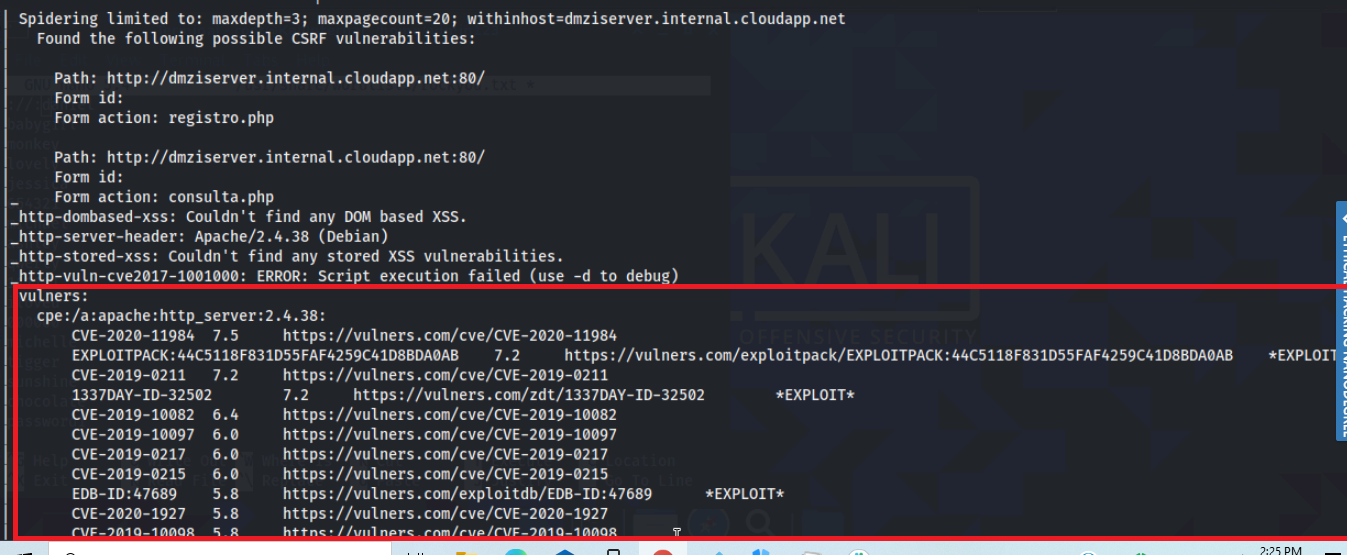 | Spidering limited to: maxdepth=3; maxpagecount=20; withinhost=dmziserver.internal.cloudapp.net
|   Found the following possible CSRF vulnerabilities:
|
|     Path: http://dmziserver.internal.cloudapp.net:80/
|     Form id:
|     Form action: registro.php
|
|     Path: http://dmziserver.internal.cloudapp.net:80/
|     Form id:
|_    Form action: consulta.php
|_http-dombased-xss: Couldn't find any DOM based XSS.
|_http-server-header: Apache/2.4.38 (Debian)
|_http-stored-xss: Couldn't find any stored XSS vulnerabilities.
|_http-vuln-cve2017-1001000: ERROR: Script execution failed (use -d to debug)
| vulners:
|   cpe:/a:apache:http_server:2.4.38:
|       CVE-2020-11984  7.5     https://vulners.com/cve/CVE-2020-11984
|       EXPLOITPACK:44C5118F831D55FAF4259C41D8BDA0AB    7.2     https://vulners.com/exploitpack/EXPLOITPACK:44C5118F831D55FAF4259C41D8BDA0AB    *EXPLOIT
|       CVE-2019-0211   7.2     https://vulners.com/cve/CVE-2019-0211
|       1337DAY-ID-32502        7.2     https://vulners.com/zdt/1337DAY-ID-32502        *EXPLOIT*
|       CVE-2019-10082  6.4     https://vulners.com/cve/CVE-2019-10082
|       CVE-2019-10097  6.0     https://vulners.com/cve/CVE-2019-10097
|       CVE-2019-0217   6.0     https://vulners.com/cve/CVE-2019-0217
|       CVE-2019-0215   6.0     https://vulners.com/cve/CVE-2019-0215
|       EDB-ID:47689    5.8     https://vulners.com/exploitdb/EDB-ID:47689      *EXPLOIT*
|       CVE-2020-1927   5.8     https://vulners.com/cve/CVE-2020-1927
|       CVE-2019-10098  5.8     https://vulners.com/cve/CVE-2019-10098
KALI
OFFENSIVE SECURITY
2:25 PM